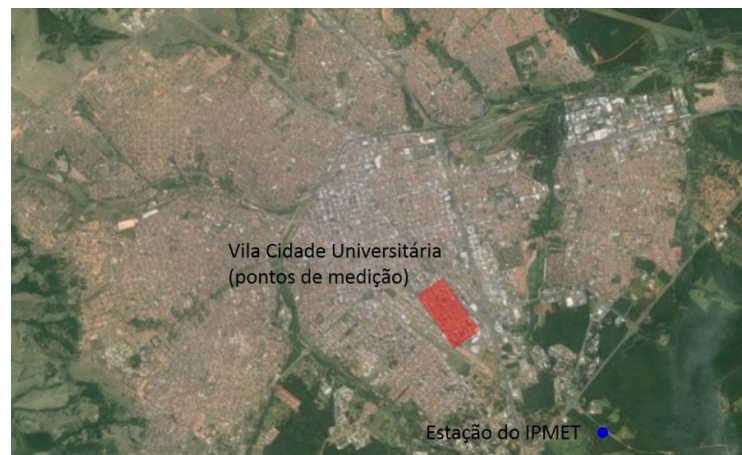 Vila Cidade Universitária
(pontos de medição)
Estação do IPMET